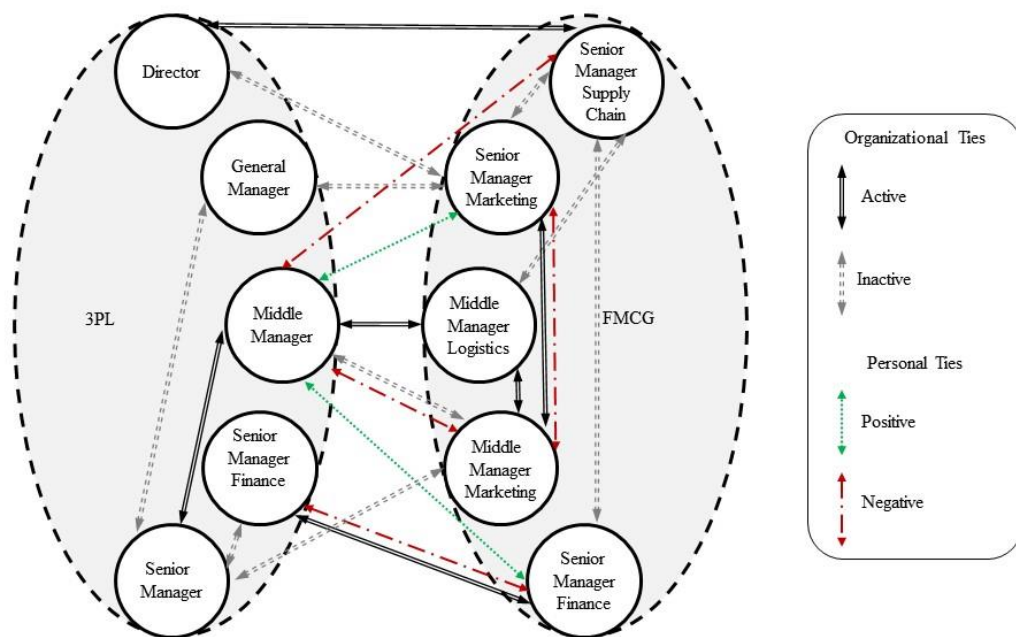 Director
General
Manager
3PL
Middle
Manager
Senior
Manager
Finance
Senior
Manager
Senior
Manager
Supply
Chain
Senior
Manager
Marketing
Middle
Manager
Logistics
FMCG
Middle
Manager
Marketing
Senior
Manager
Finance
Organizational Ties
Active
Inactive
Personal Ties
Positive
Negative